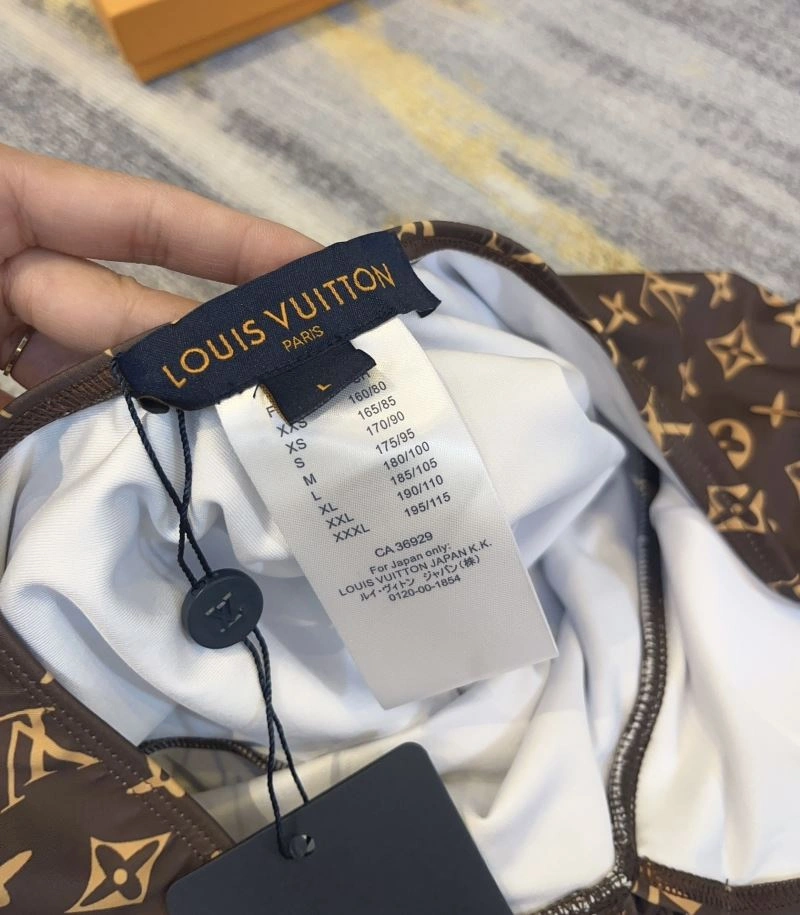 LOUIS VUITTON
PARIS
L
160/80
XXS 165/85
XS 170/90
S 175/95
M 180/100
L 185/105
XL 190/110
XXL 195/115
XXXL
CA 36929
For Japan only:
LOUIS VUITTON JAPAN K.K.
ルイ・ヴィトン ジャパン(株)
0120-00-1854
LV